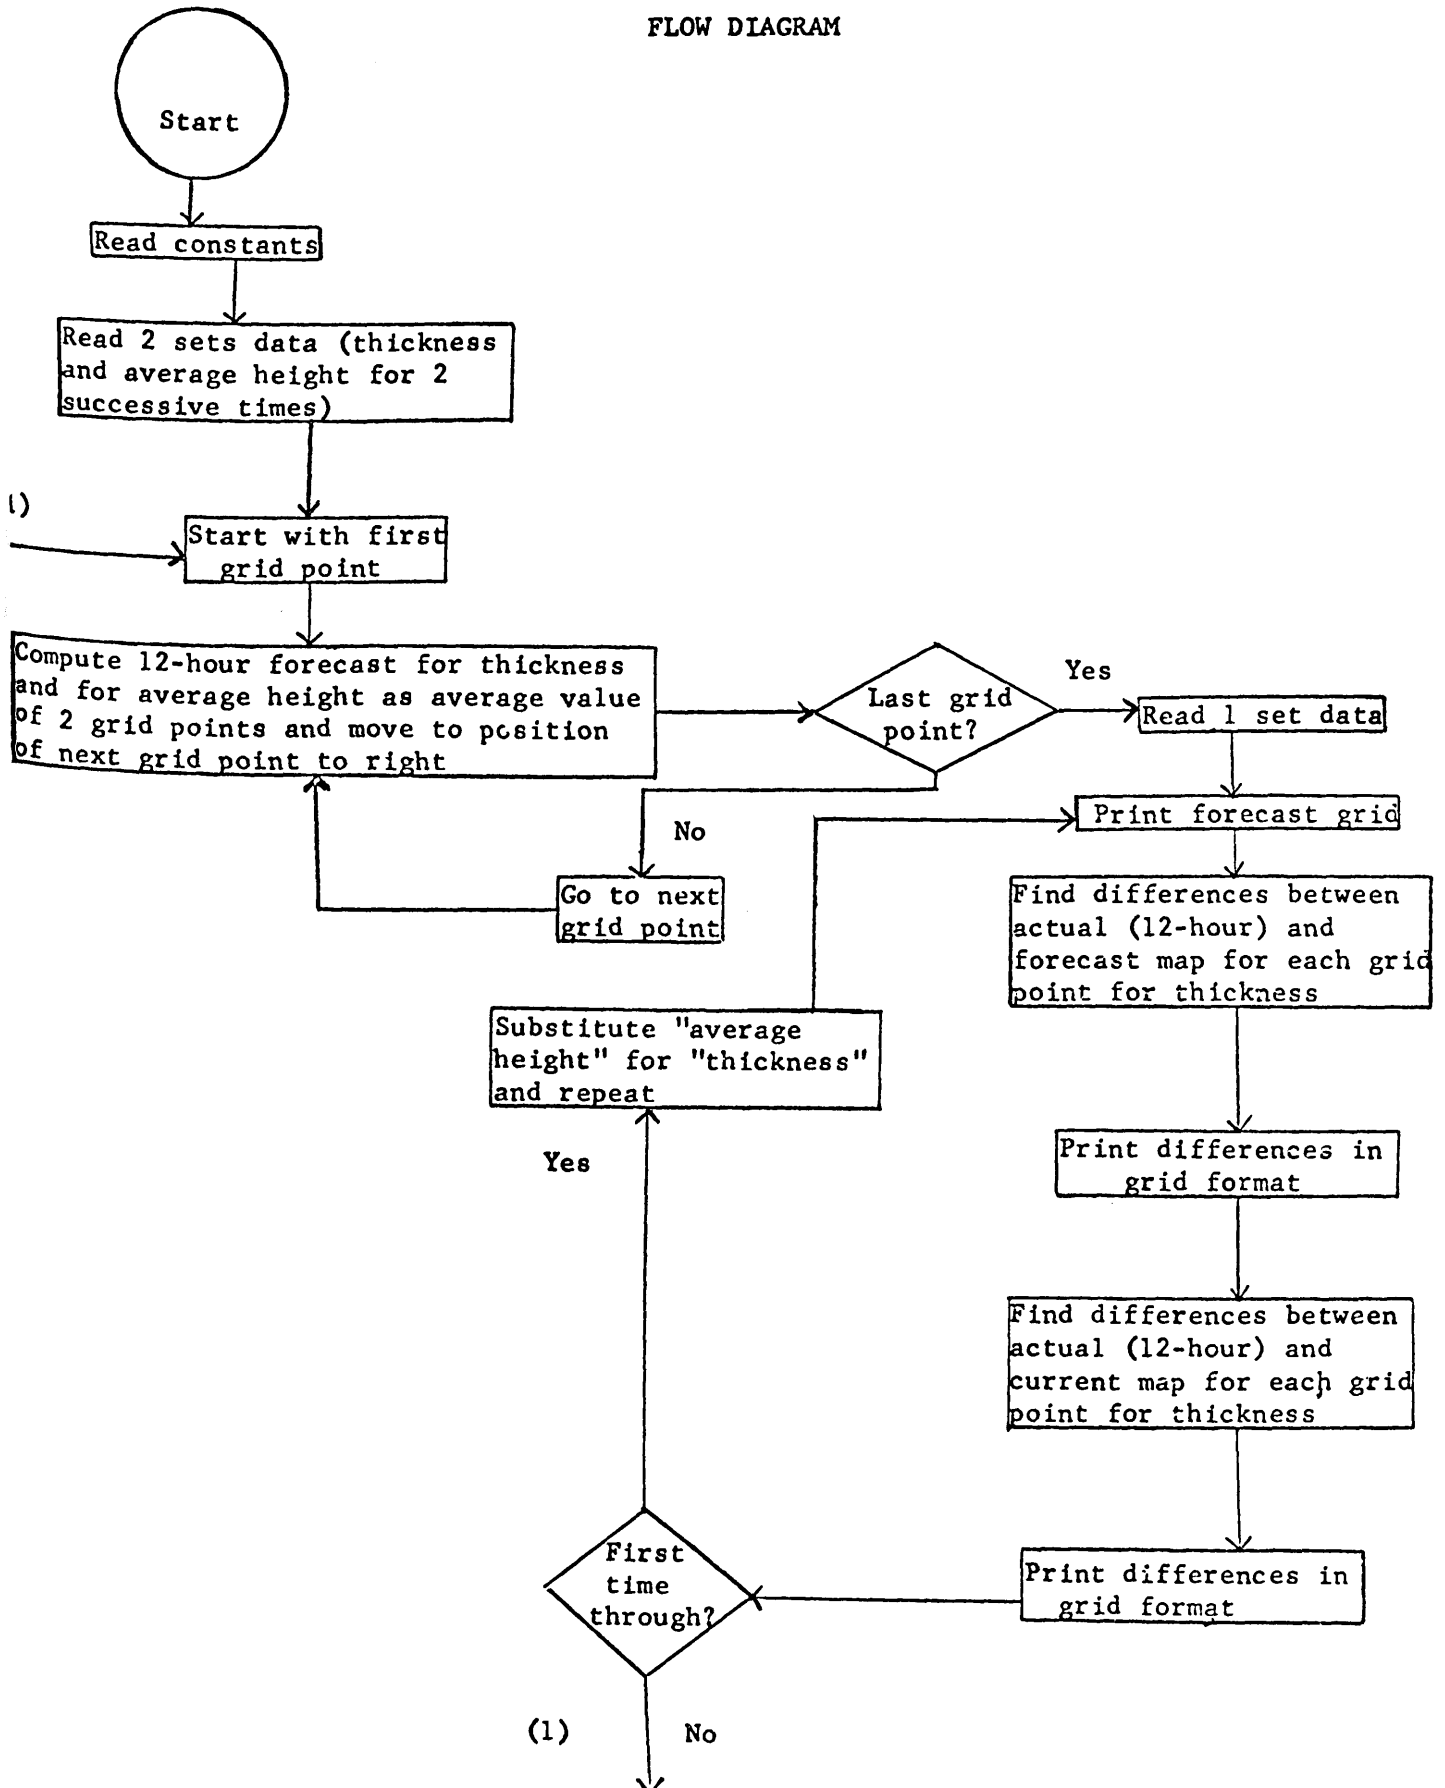 FLOW DIAGRAM
Start
Read constants
Read 2 sets data (thickness
and average height for 2
successive times)
1)
Start with first
grid point
Compute 12-hour forecast for thickness
and for average height as average value
of 2 grid points and move to position
of next grid point to right
Last grid
point?
Yes
Read 1 set data
No
Print forecast grid
Go to next
grid point
Find differences between
actual (12-hour) and
forecast map for each grid
point for thickness
Substitute "average
height" for "thickness"
and repeat
Yes
Print differences in
grid format
Find differences between
actual (12-hour) and
current map for each grid
point for thickness
First
time
through?
Print differences in
grid format
(1)
No